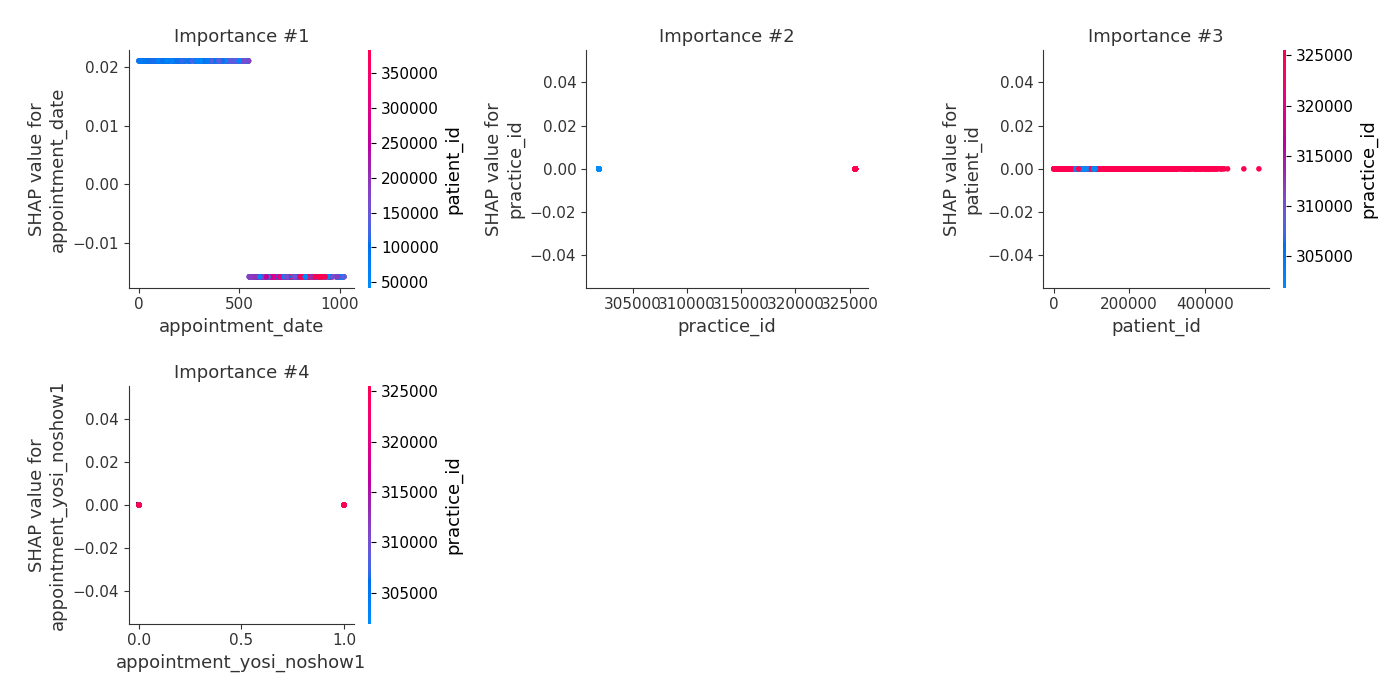 Importance #1
0.02
0.01
0.00
−0.01
SHAP value for
appointment_date
0 500 1000
appointment_date
350000
300000
250000
200000
150000
100000
50000
patient_id
Importance #2
0.04
0.02
0.00
−0.02
−0.04
SHAP value for
practice_id
305000 310000 315000 320000 325000
practice_id
Importance #3
0.04
0.02
0.00
−0.02
−0.04
SHAP value for
patient_id
0 200000 400000
patient_id
325000
320000
315000
310000
305000
practice_id
Importance #4
0.04
0.02
0.00
−0.02
−0.04
SHAP value for
appointment_yosi_noshow1
0.0 0.5 1.0
appointment_yosi_noshow1
325000
320000
315000
310000
305000
practice_id